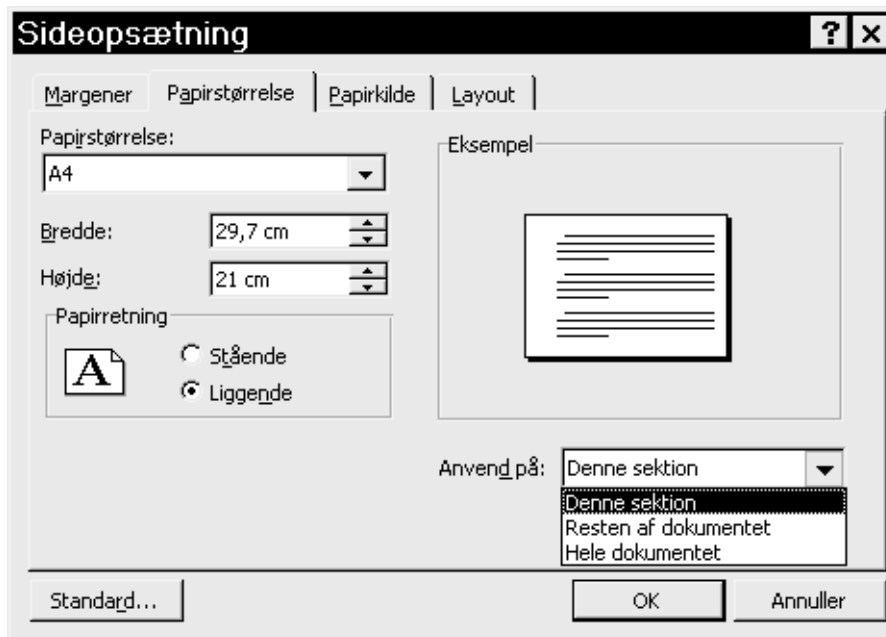 Sideopsætning
Margener Papirstørrelse Papirkilde Layout
Papirstørrelse:
A4
Bredde: 29,7 cm
Højde: 21 cm
Papirretning
A
Stående
Liggende
Eksempel
Anvend på: Denne sektion
Denne sektion
Resten af dokumentet
Hele dokumentet
Standard... OK Annuller